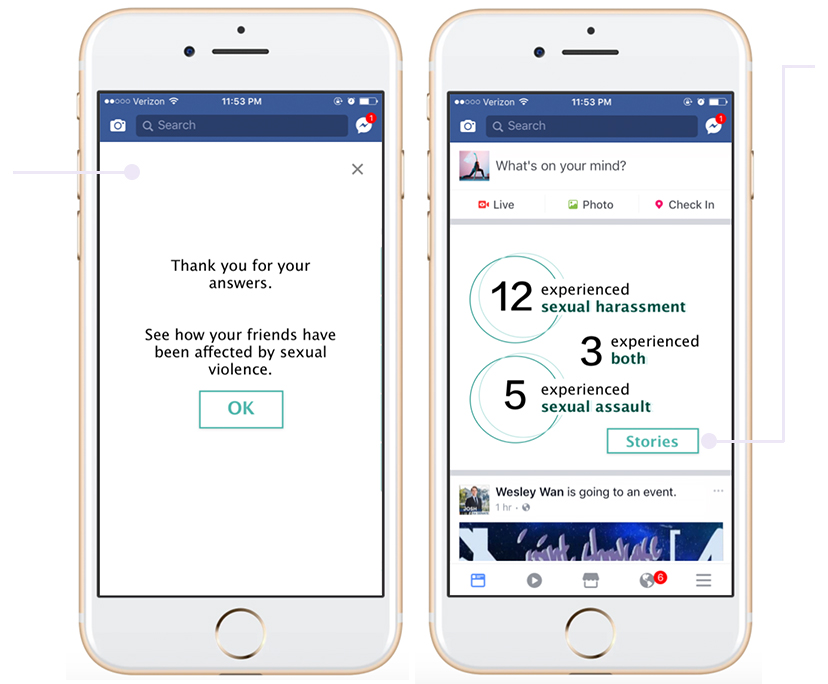 Verizon
11:53 PM
Search
1
Thank you for your
answers.
See how your friends have
been affected by sexual
violence.
OK
Verizon
11:53 PM
Search
1
What's on your mind?
Live
Photo
Check In
12 experienced
sexual harassment
3 experienced
both
5 experienced
sexual assault
Stories
Wesley Wan is going to an event.
1 hr
6